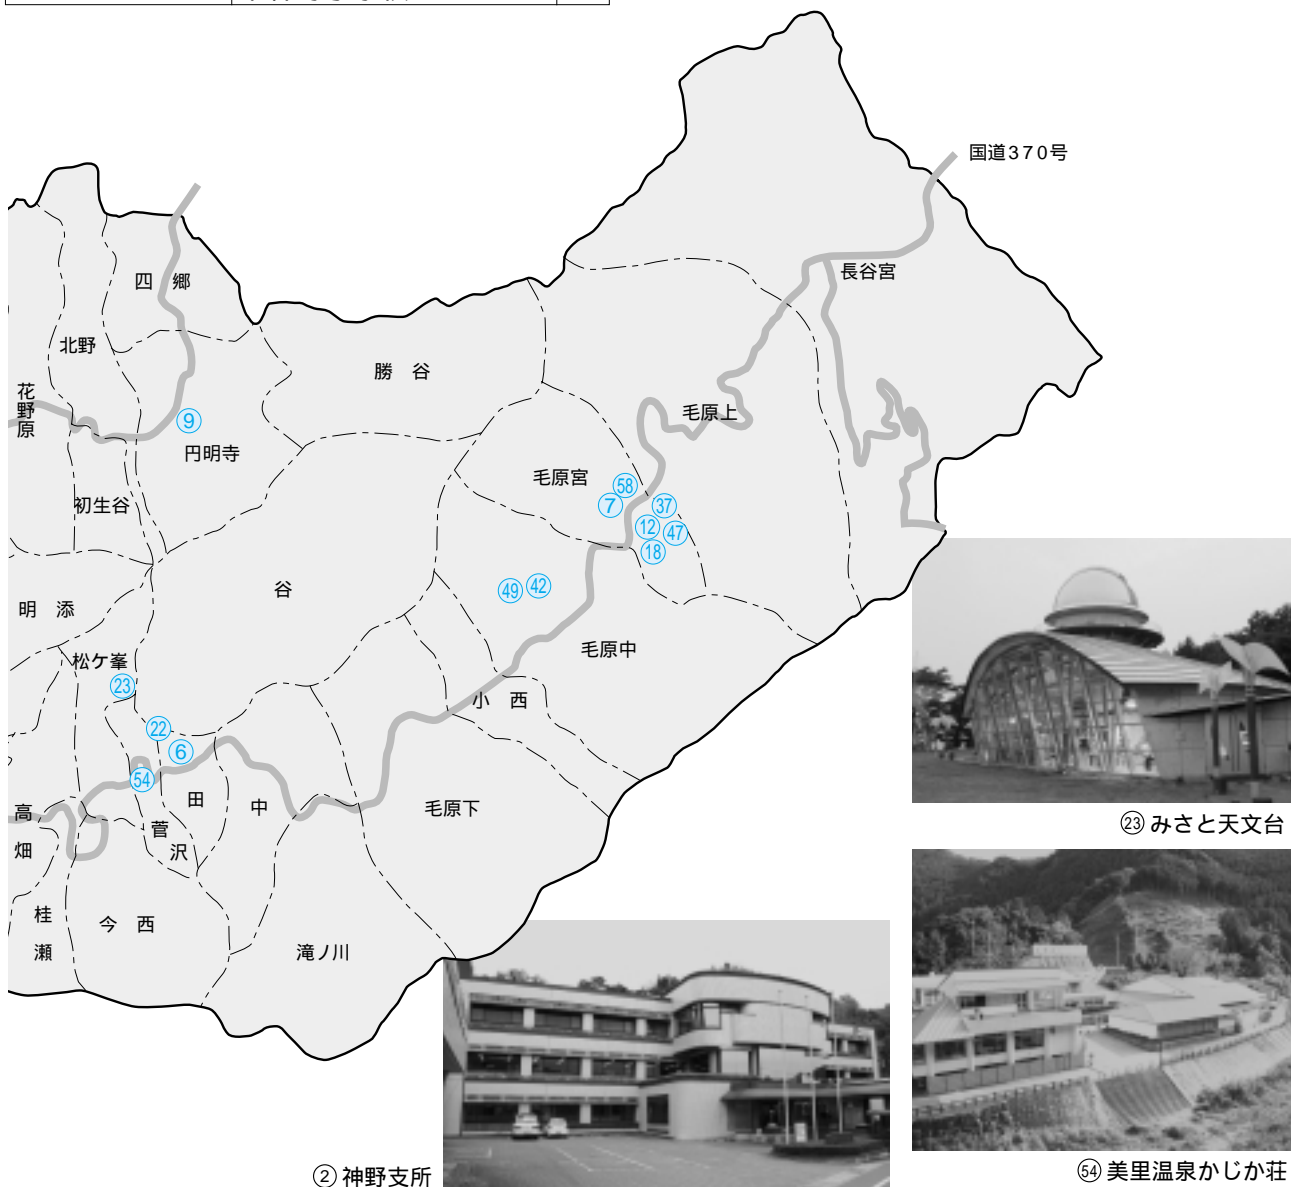 国道370号
長谷宮
四　郷
北野
勝　谷
花野原
毛原上
⑨
円明寺
毛原宮
58
⑦
37
初生谷
⑫
47
⑱
谷
49
42
明　添
毛原中
松ケ峯
㉓
小　西
㉒
⑥
54
田
中
毛原下
高畑
菅沢
桂瀬
今　西
滝ノ川
㉓ みさと天文台
② 神野支所
54 美里温泉かじか荘